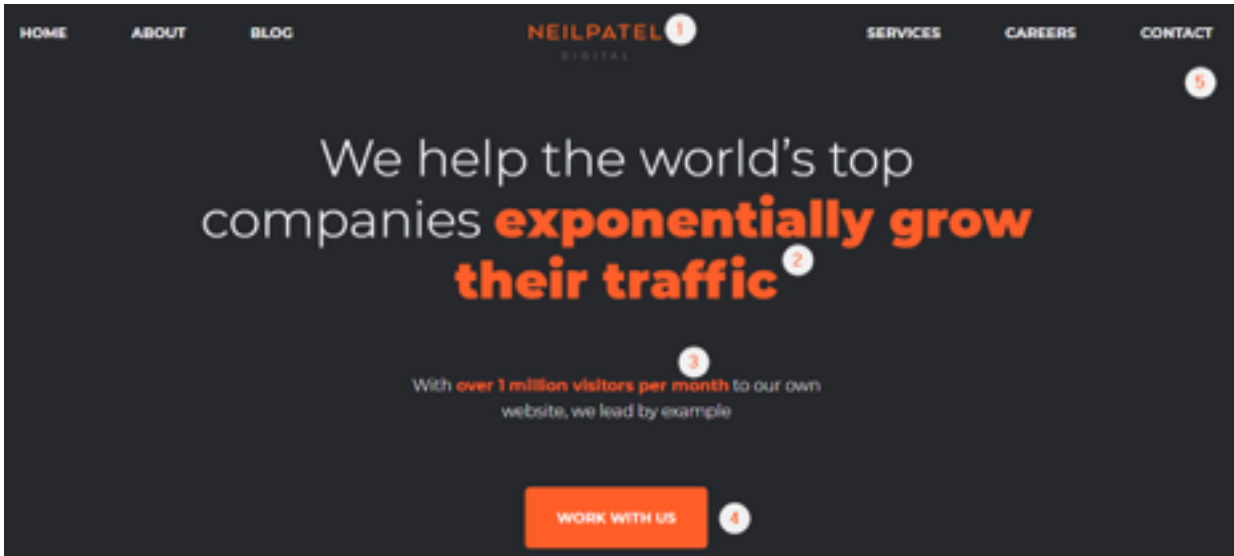 HOME ABOUT BLOG NEILPATEL 1 SERVICES CAREERS CONTACT
DIGITAL
5
We help the world's top
companies exponentially grow
their traffic 2
3
With over 1 million visitors per month to our own
website, we lead by example
WORK WITH US 4